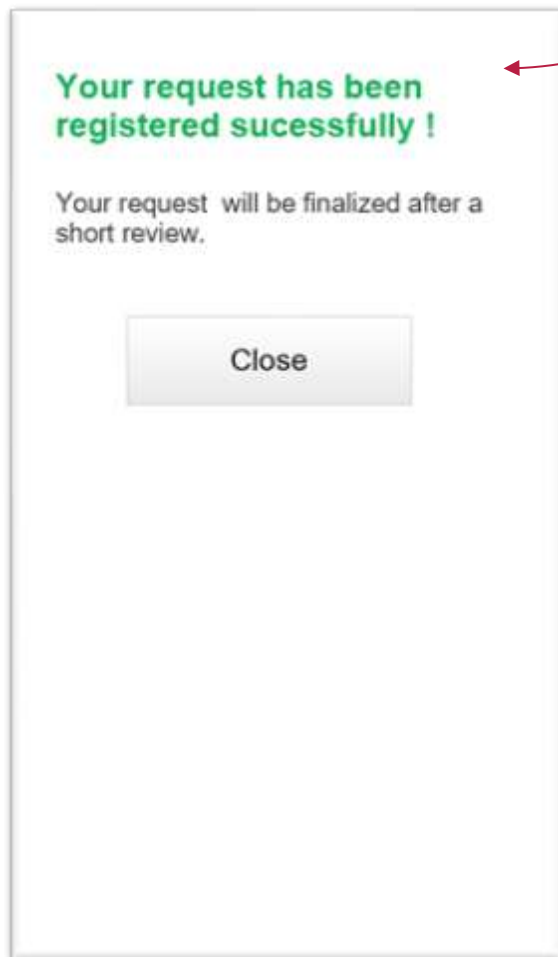 Your request has been
registered sucessfully !
Your request  will be finalized after a
short review.
Close